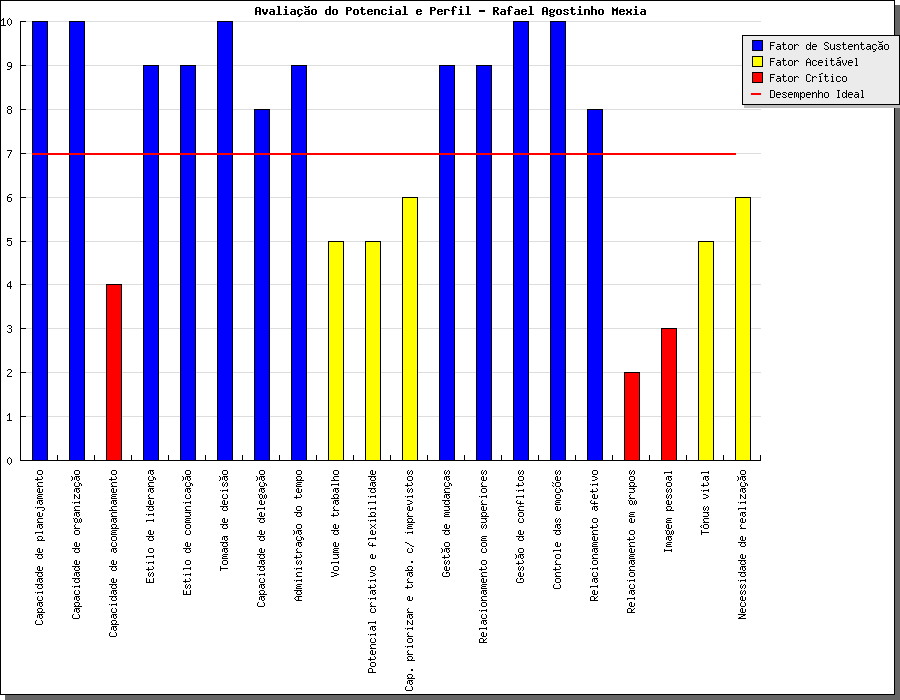 Avaliação do Potencial e Perfil - Rafael Agostinho Mexia
Fator de Sustentação
Fator Aceitável
Fator Crítico
Desempenho Ideal
10
9
8
7
6
5
4
3
2
1
0
Capacidade de planejamento
Capacidade de organização
Capacidade de acompanhamento
Estilo de liderança
Estilo de comunicação
Tomada de decisão
Capacidade de delegação
Administração do tempo
Volume de trabalho
Potencial criativo e flexibilidade
Cap. priorizar e trab. c/ imprevistos
Gestão de mudanças
Relacionamento com superiores
Gestão de conflitos
Controle das emoções
Relacionamento afetivo
Relacionamento em grupos
Imagem pessoal
Tônus vital
Necessidade de realização